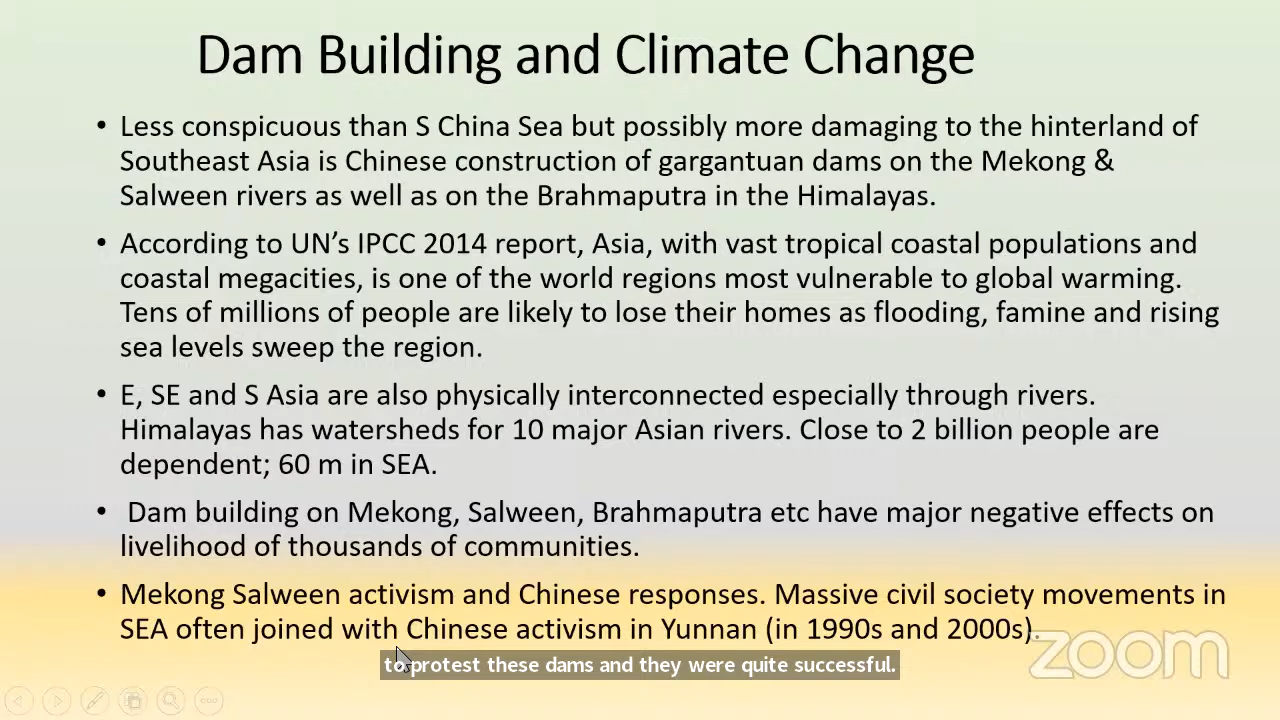 Dam Building and Climate Change
• Less conspicuous than S China Sea but possibly more damaging to the hinterland of
Southeast Asia is Chinese construction of gargantuan dams on the Mekong &
Salween rivers as well as on the Brahmaputra in the Himalayas.
• According to UN’s IPCC 2014 report, Asia, with vast tropical coastal populations and
coastal megacities, is one of the world regions most vulnerable to global warming.
Tens of millions of people are likely to lose their homes as flooding, famine and rising
sea levels sweep the region.
• E, SE and S Asia are also physically interconnected especially through rivers.
Himalayas has watersheds for 10 major Asian rivers. Close to 2 billion people are
dependent; 60 m in SEA.
• Dam building on Mekong, Salween, Brahmaputra etc have major negative effects on
livelihood of thousands of communities.
• Mekong Salween activism and Chinese responses. Massive civil society movements in
SEA often joined with Chinese activism in Yunnan (in 1990s and 2000s).
to protest these dams and they were quite successful.
zoom